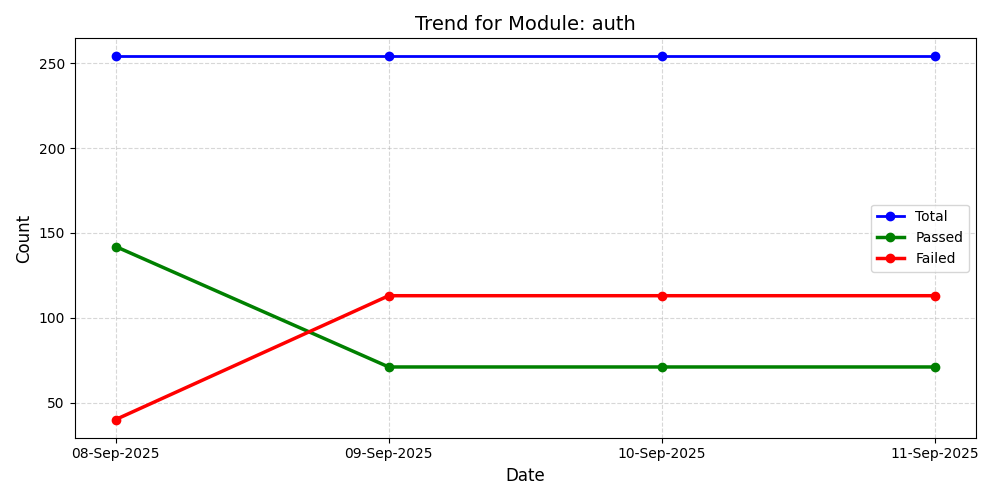 Trend for Module: auth
Count
250
200
150
100
50
Total
Passed
Failed
08-Sep-2025
09-Sep-2025
10-Sep-2025
11-Sep-2025
Date